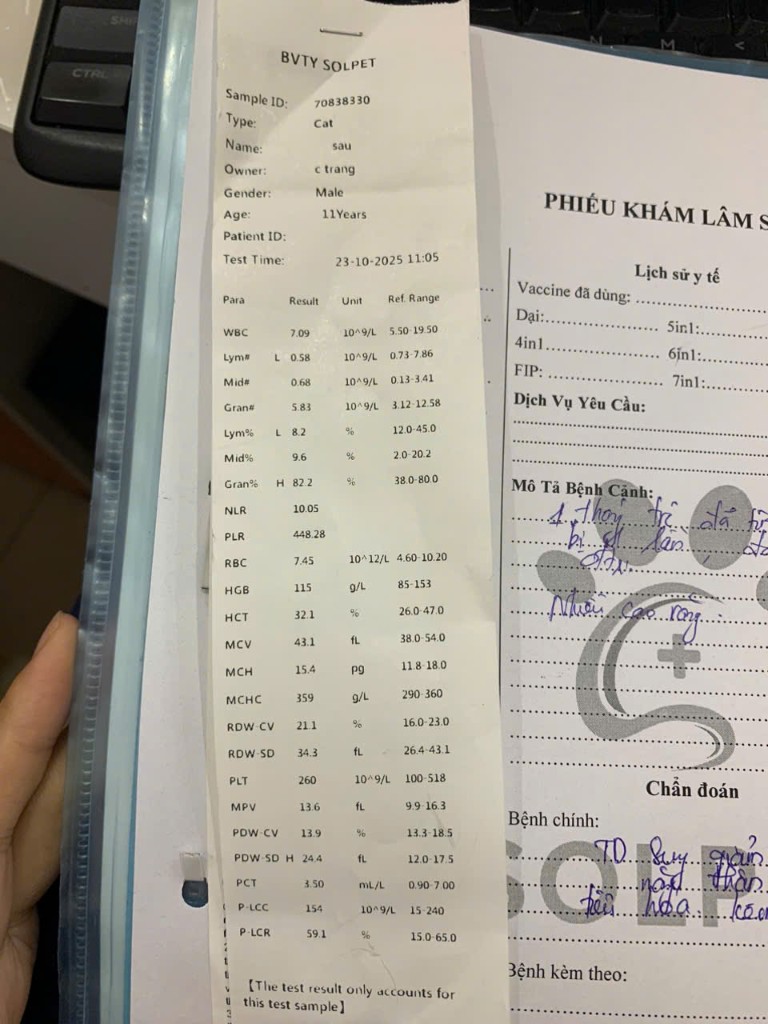 SHI
CTRL
N M <
BVTY SOLPET
Sample ID: 70838330
Type: Cat
Name: sau
Owner: c trang
Gender: Male
Age: 11Years
Patient ID:
Test Time: 23-10-2025 11:05
Para Result Unit Ref. Range
WBC 7.09 10^9/L 5.50-19.50
Lym# L 0.58 10^9/L 0.73-7.86
Mid# 0.68 10^9/L 0.13-3.41
Gran# 5.83 10^9/L 3.12-12.58
Lym% L 8.2 % 12.0-45.0
Mid% 9.6 % 2.0-20.2
Gran% H 82.2 % 38.0-80.0
NLR 10.05
PLR 448.28
RBC 7.45 10^12/L 4.60-10.20
HGB 115 g/L 85-153
HCT 32.1 % 26.0-47.0
MCV 43.1 fL 38.0-54.0
MCH 15.4 pg 11.8-18.0
MCHC 359 g/L 290-360
RDW-CV 21.1 % 16.0-23.0
RDW-SD 34.3 fL 26.4-43.1
PLT 260 10^9/L 100-518
MPV 13.6 fL 9.9-16.3
PDW-CV 13.9 % 13.3-18.5
PDW-SD H 24.4 fL 12.0-17.5
PCT 3.50 mL/L 0.90-7.00
P-LCC 154 10^9/L 15-240
P-LCR 59.1 % 15.0-65.0
【The test result only accounts for
this test sample】
PHIẾU KHÁM LÂM S
Lịch sử y tế
Vaccine đã dùng: ..................
Dại:..................... 5in1:......
4in1..................... 6in1:......
FIP: ..................... 7in1:......
Dịch Vụ Yêu Cầu:
Mô Tả Bệnh Cảnh:
bị
Nhuộm cao răng
Chẩn đoán
Bệnh chính:
TD Suy giảm
thận
tiêu hóa
SOLP
Bệnh kèm theo: